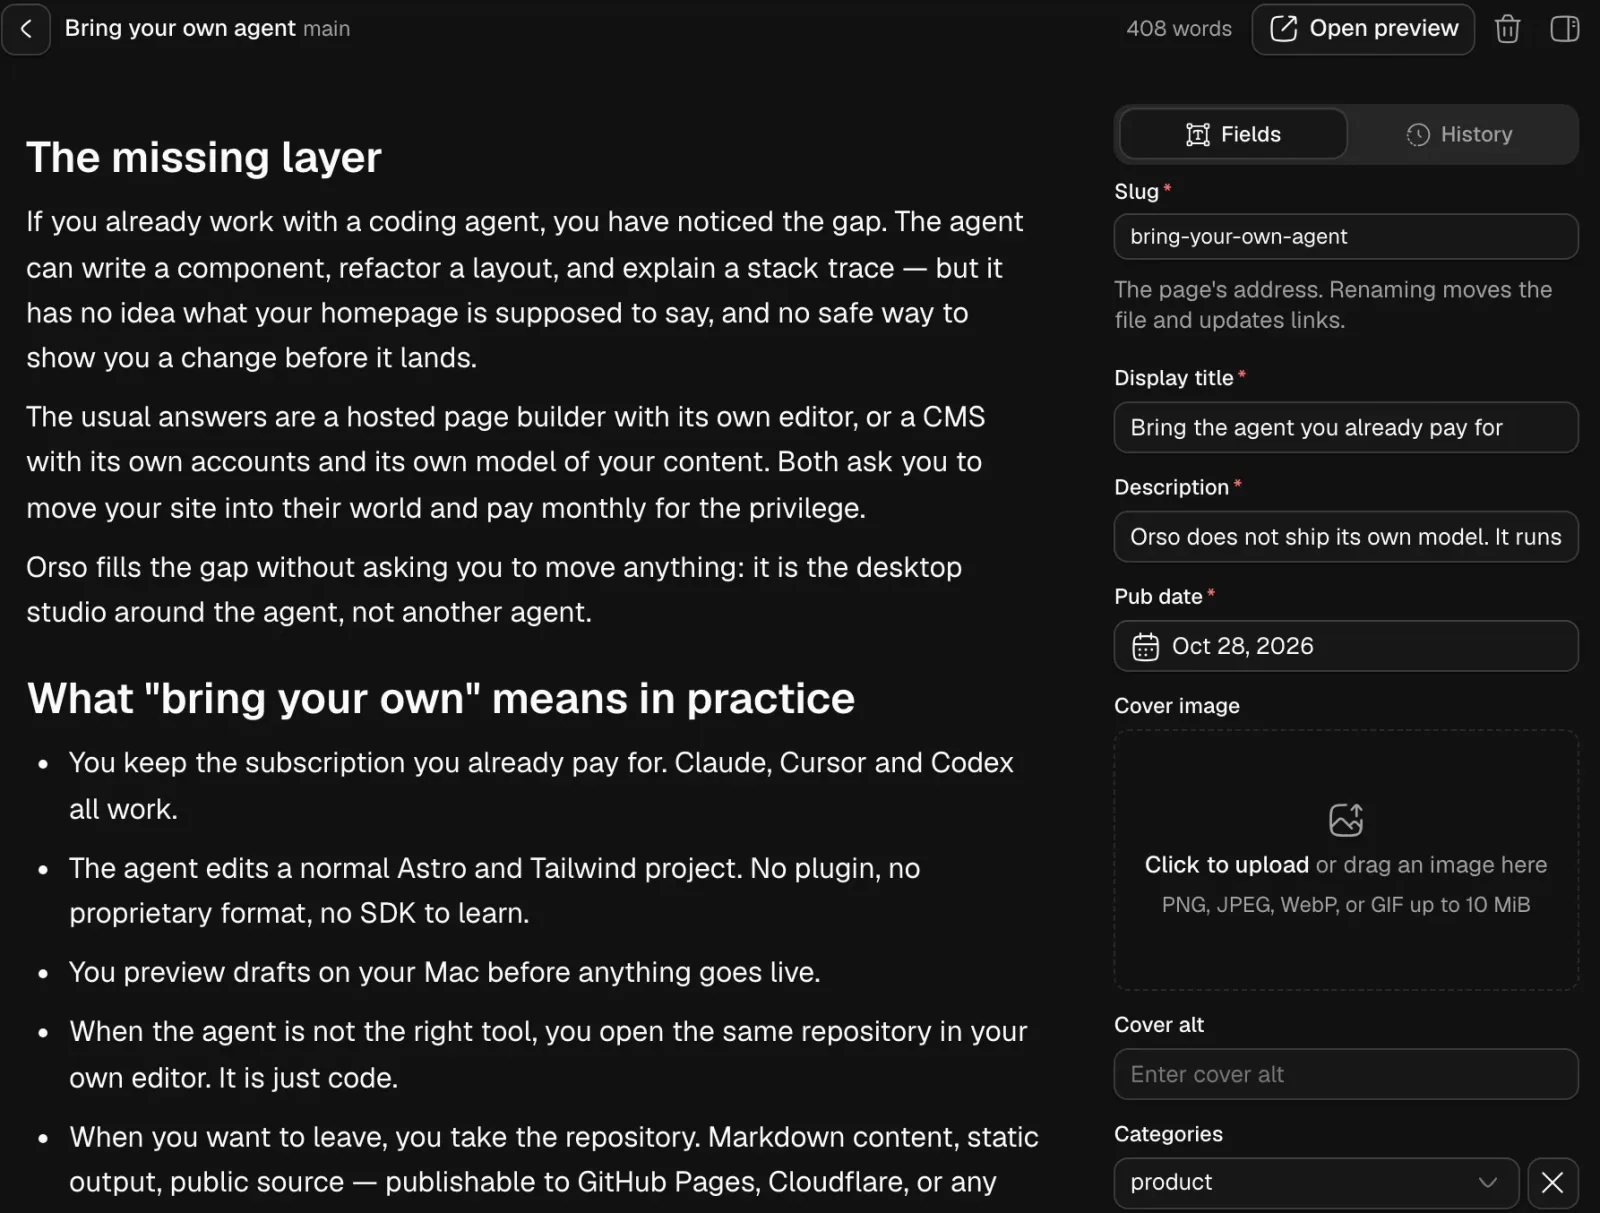 Bring your own agent main
408 words
Open preview
The missing layer
If you already work with a coding agent, you have noticed the gap. The agent
can write a component, refactor a layout, and explain a stack trace — but it
has no idea what your homepage is supposed to say, and no safe way to
show you a change before it lands.
The usual answers are a hosted page builder with its own editor, or a CMS
with its own accounts and its own model of your content. Both ask you to
move your site into their world and pay monthly for the privilege.
Orso fills the gap without asking you to move anything: it is the desktop
studio around the agent, not another agent.
What "bring your own" means in practice
• You keep the subscription you already pay for. Claude, Cursor and Codex
all work.
• The agent edits a normal Astro and Tailwind project. No plugin, no
proprietary format, no SDK to learn.
• You preview drafts on your Mac before anything goes live.
• When the agent is not the right tool, you open the same repository in your
own editor. It is just code.
• When you want to leave, you take the repository. Markdown content, static
output, public source — publishable to GitHub Pages, Cloudflare, or any
Fields
History
Slug*
bring-your-own-agent
The page's address. Renaming moves the
file and updates links.
Display title*
Bring the agent you already pay for
Description*
Orso does not ship its own model. It runs
Pub date*
Oct 28, 2026
Cover image
Click to upload or drag an image here
PNG, JPEG, WebP, or GIF up to 10 MiB
Cover alt
Enter cover alt
Categories
product